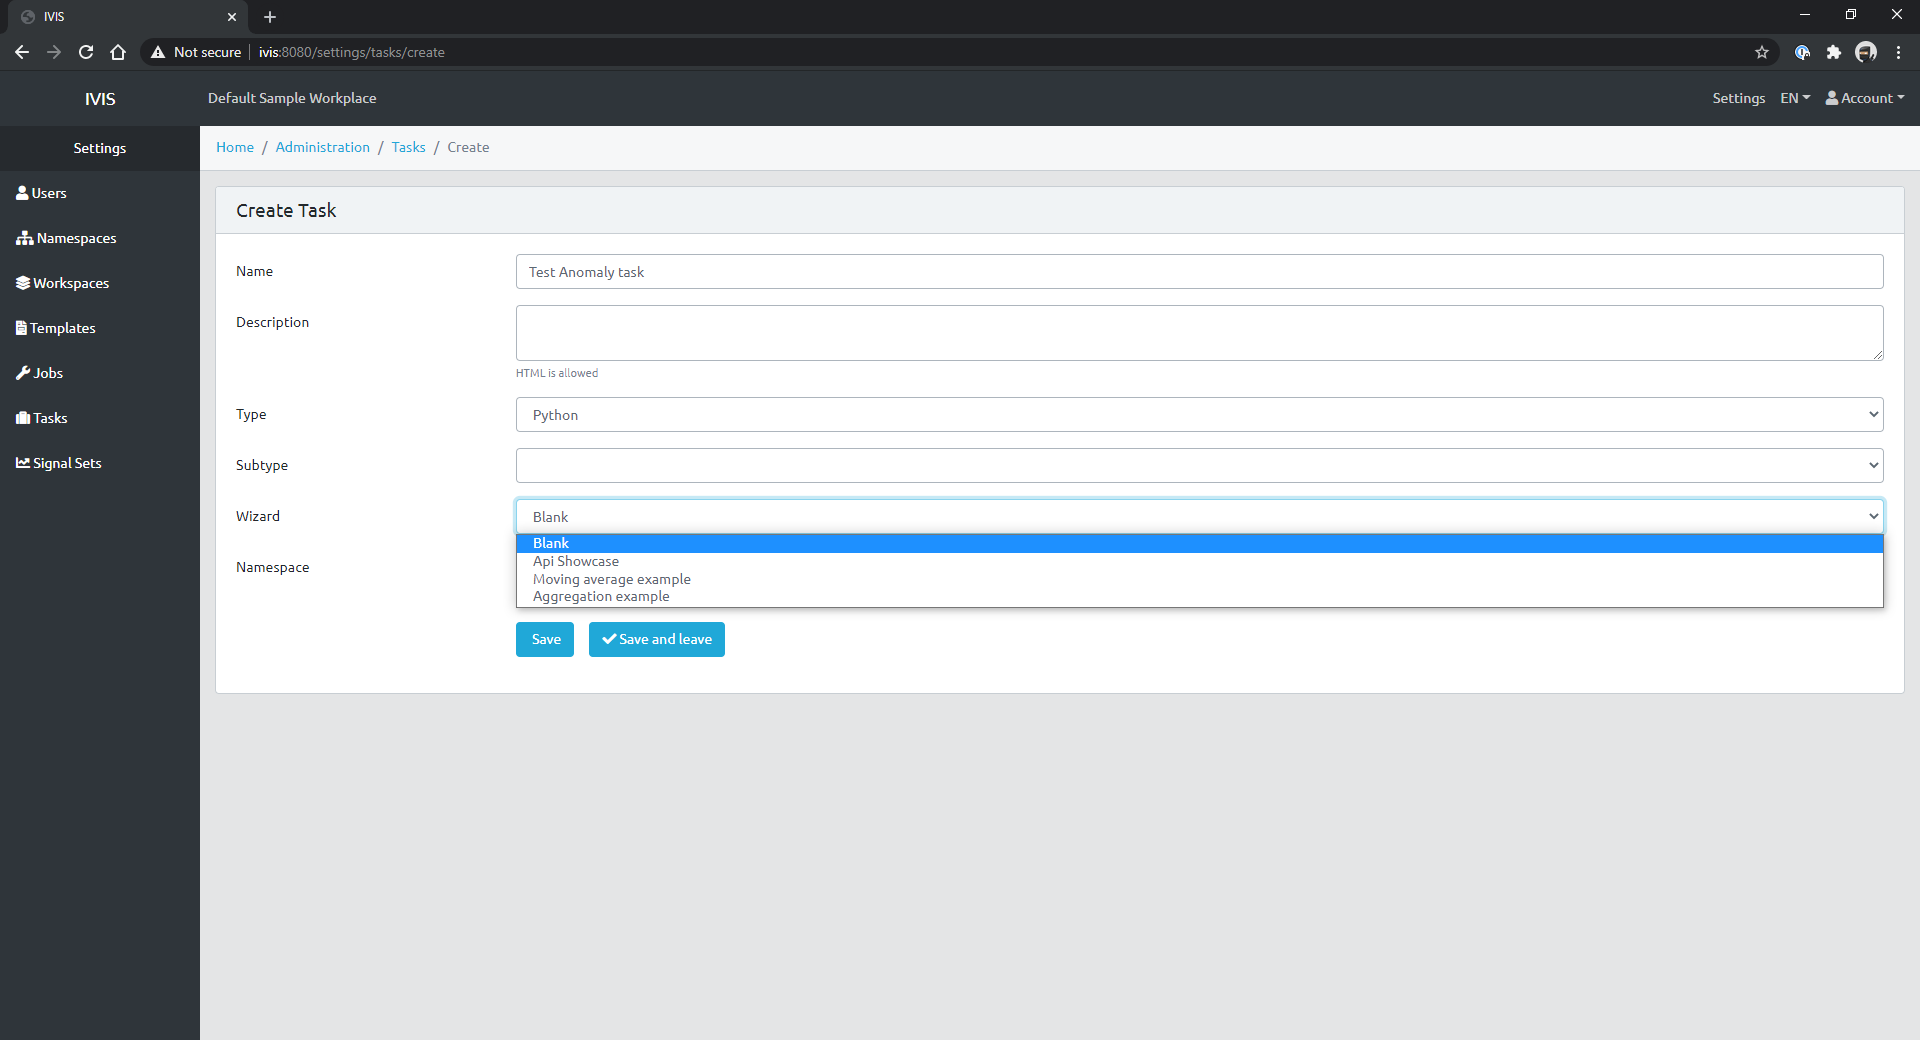 IVIS
Not secure ivis:8080/settings/tasks/create
IVIS Default Sample Workplace Settings EN Account
Settings
Users
Namespaces
Workspaces
Templates
Jobs
Tasks
Signal Sets
Home / Administration / Tasks / Create
Create Task
Name Test Anomaly task
Description
HTML is allowed
Type Python
Subtype
Wizard Blank
Blank
Api Showcase
Moving average example
Aggregation example
Namespace
Save Save and leave